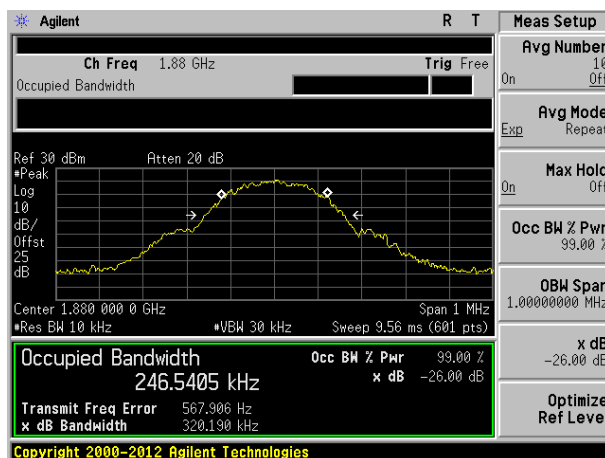 Agilent R T Meas Setup
Ch Freq 1.88 GHz Trig Free
Occupied Bandwidth
Avg Number
10
On Off
Avg Mode
Exp Repeat
Max Hold
On Off
Occ BW % Pwr
99.00 %
OBW Span
1.00000000 MHz
x dB
-26.00 dB
Optimize
Ref Level
Ref 30 dBm Atten 20 dB
#Peak
Log
10
dB/
Offst
25
dB
Center 1.880 000 0 GHz Span 1 MHz
#Res BW 10 kHz #VBW 30 kHz Sweep 9.56 ms (601 pts)
Occupied Bandwidth
246.5405 kHz
Occ BW % Pwr 99.00 %
x dB -26.00 dB
Transmit Freq Error 567.906 Hz
x dB Bandwidth 320.190 kHz
Copyright 2000-2012 Agilent Technologies